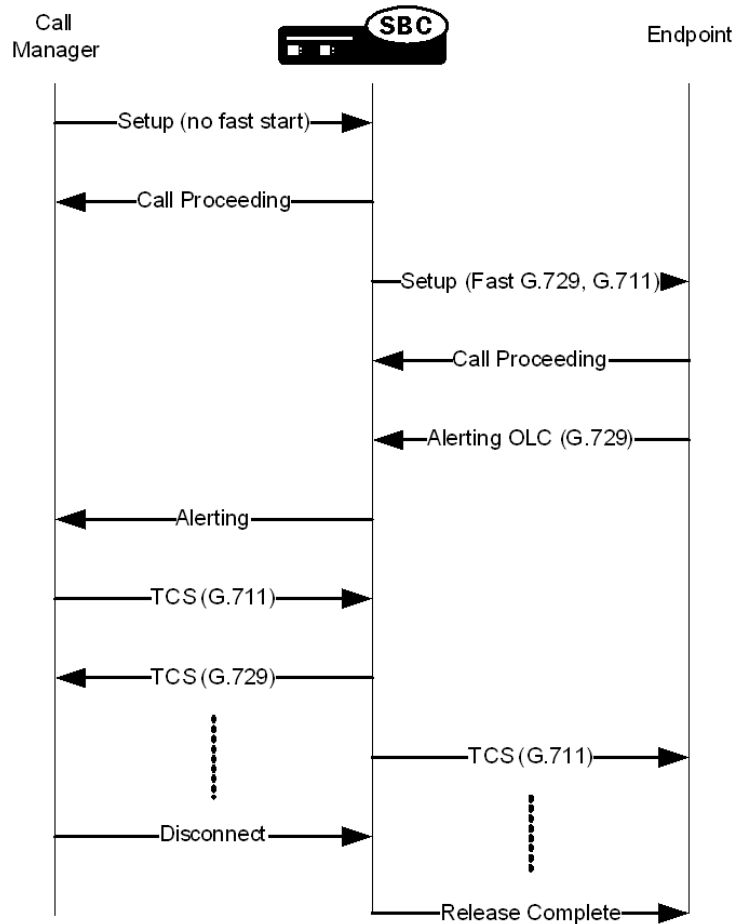 Call
Manager
SBC
Endpoint
Setup (no fast start)
Call Proceeding
Setup (Fast G.729, G.711)
Call Proceeding
Alerting OLC (G.729)
Alerting
TCS (G.711)
TCS (G.729)
TCS (G.711)
Disconnect
Release Complete